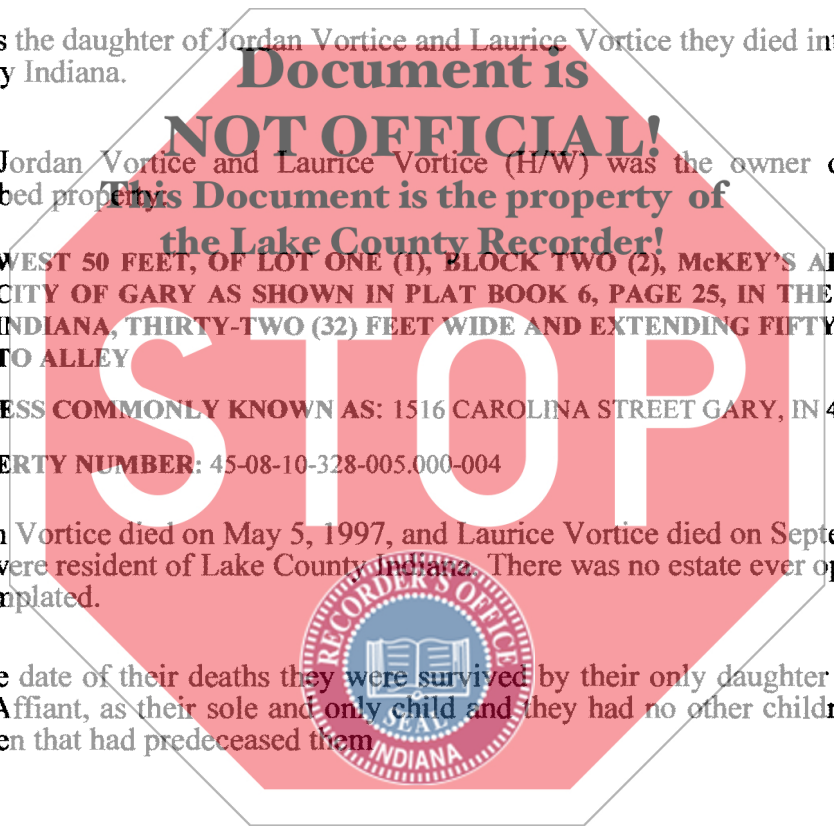 s the daughter of Jordan Vortice and Laurice Vortice they died in
y Indiana.
Document is
NOT OFFICIAL!
Jordan Vortice and Laurice Vortice (H/W) was the owner
bed property:
This Document is the property of
the Lake County Recorder!
WEST 50 FEET, OF LOT ONE (1), BLOCK TWO (2), McKEY'S A
CITY OF GARY AS SHOWN IN PLAT BOOK 6, PAGE 25, IN THE
INDIANA, THIRTY-TWO (32) FEET WIDE AND EXTENDING FIFTY
TO ALLEY
STOP
ESS COMMONLY KNOWN AS: 1516 CAROLINA STREET GARY, IN 4
ERTY NUMBER: 45-08-10-328-005.000-004
n Vortice died on May 5, 1997, and Laurice Vortice died on Septe
were resident of Lake County Indiana. There was no estate ever op
mplated.
RECORDER'S OFFICE
SEAL
INDIANA
e date of their deaths they were survived by their only daughter
Affiant, as their sole and only child and they had no other childr
en that had predeceased them